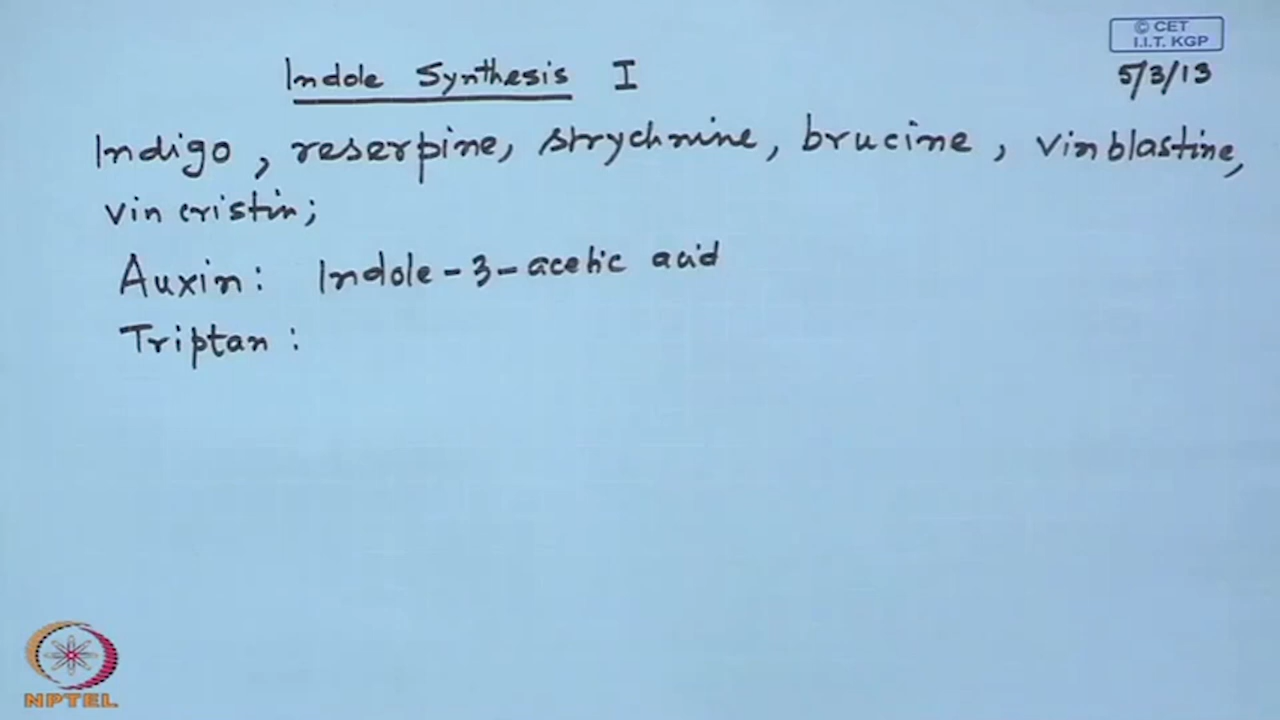 © CET
I.I.T. KGP
5/3/13
Indole Synthesis I
Indigo, reserpine, strychnine, brucine, vinblastine,
vincristin;
Auxin: Indole-3-acetic acid
Triptan:
NPTEL